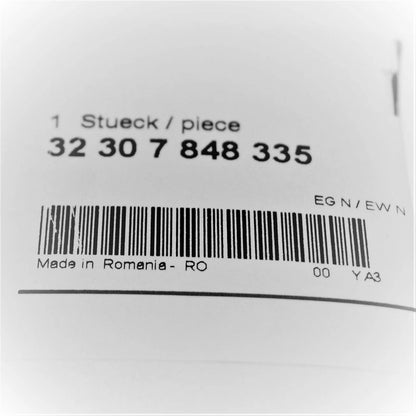 1 Stueck / piece
32 30 7 848 335
EG N / EW N
Made in Romania - RO 00 YA3